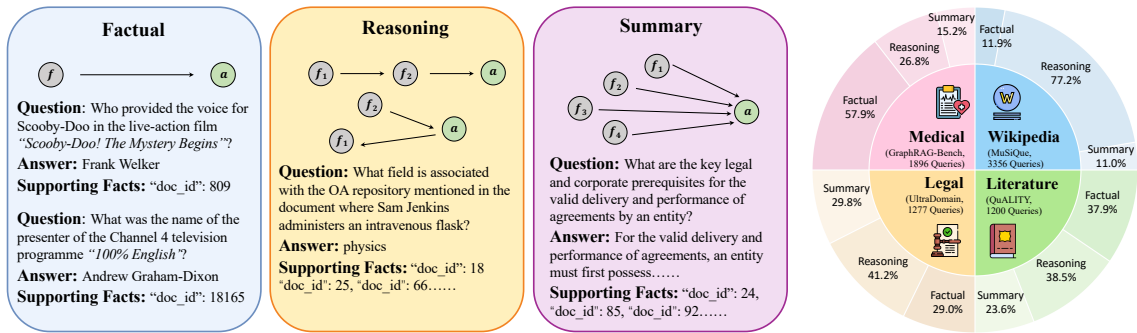 Factual
f
a
Question: Who provided the voice for
Scooby-Doo in the live-action film
“Scooby-Doo! The Mystery Begins”?
Answer: Frank Welker
Supporting Facts: “doc_id”: 809
Question: What was the name of the
presenter of the Channel 4 television
programme “100% English”?
Answer: Andrew Graham-Dixon
Supporting Facts: “doc_id”: 18165
Reasoning
f1
f2
a
f2
a
f1
Question: What field is associated
with the OA repository mentioned in the
document where Sam Jenkins
administers an intravenous flask?
Answer: physics
Supporting Facts: “doc_id”: 18
"doc_id": 25, "doc_id": 66……
Summary
f1
f2
f3
f4
a
Question: What are the key legal
and corporate prerequisites for the
valid delivery and performance of
agreements by an entity?
Answer: For the valid delivery and
performance of agreements, an entity
must first possess……
Supporting Facts: “doc_id”: 24,
"doc_id": 85, "doc_id": 92……
Summary
15.2%
Factual
11.9%
Reasoning
26.8%
Reasoning
77.2%
Factual
57.9%
W
Medical
(GraphRAG-Bench,
1896 Queries)
Wikipedia
(MuSiQue,
3356 Queries)
Summary
11.0%
Summary
29.8%
Legal
(UltraDomain,
1277 Queries)
Literature
(QuALITY,
1200 Queries)
Factual
37.9%
Reasoning
41.2%
Reasoning
38.5%
Factual
29.0%
Summary
23.6%